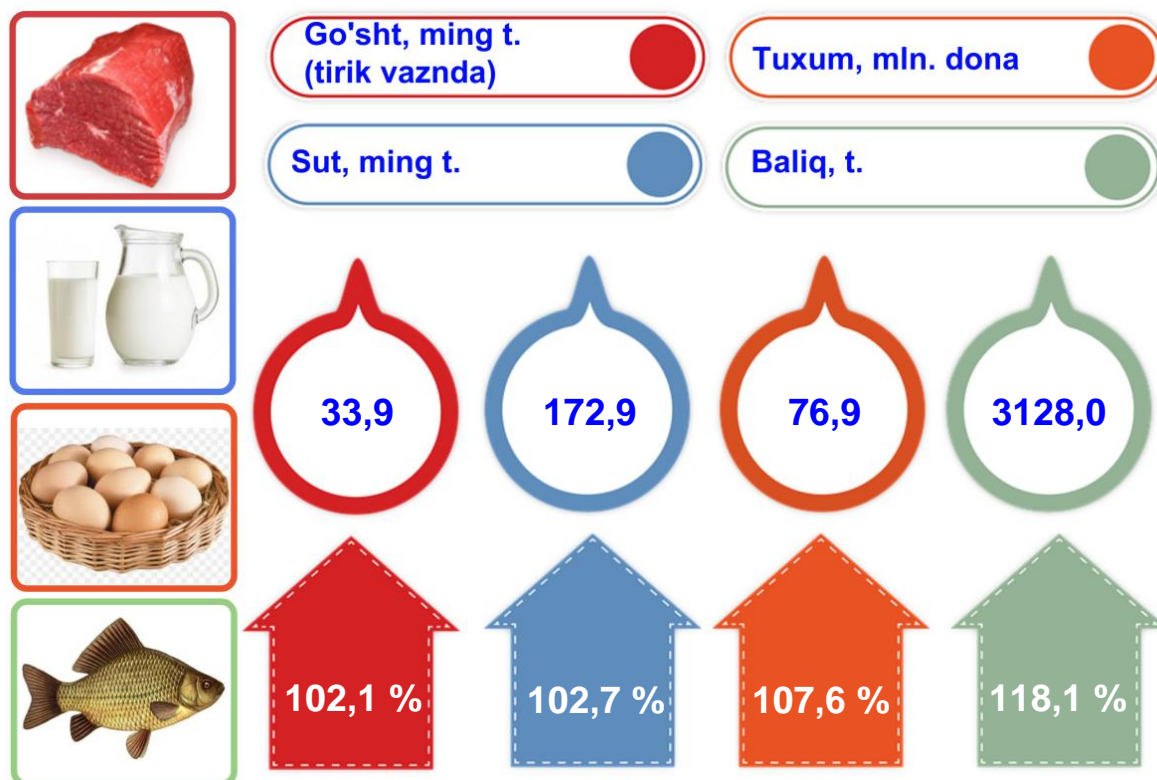 Go'sht, ming t.
(tirik vaznda)
Tuxum, mln. dona
Sut, ming t.
Baliq, t.
33,9
172,9
76,9
3128,0
102,1 %
102,7 %
107,6 %
118,1 %